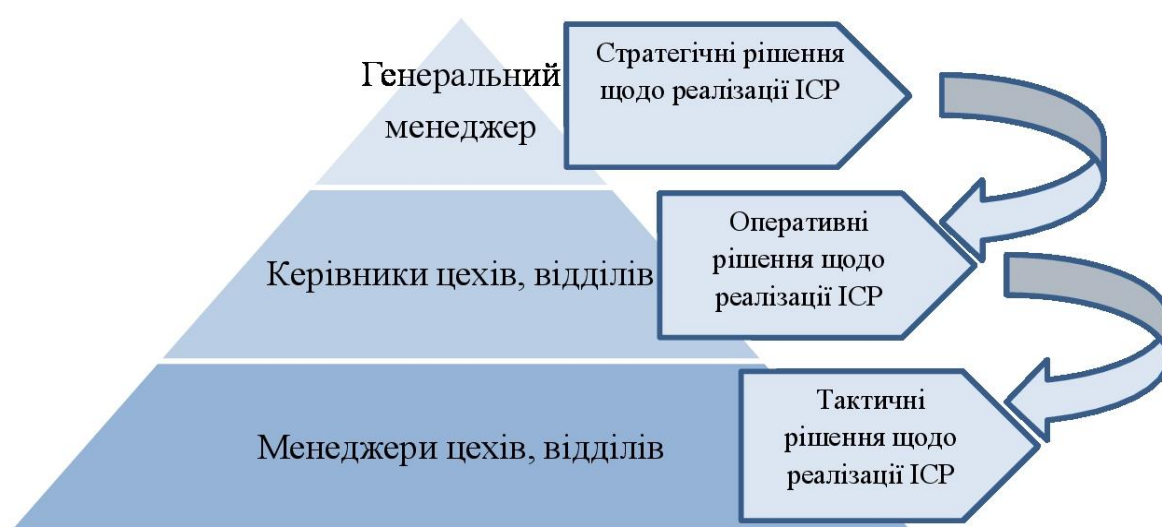 Генеральний
менеджер
Стратегічні рішення
щодо реалізації ІСР
Керівники цехів, відділів
Оперативні
рішення щодо
реалізації ІСР
Менеджери цехів, відділів
Тактичні
рішення щодо
реалізації ІСР